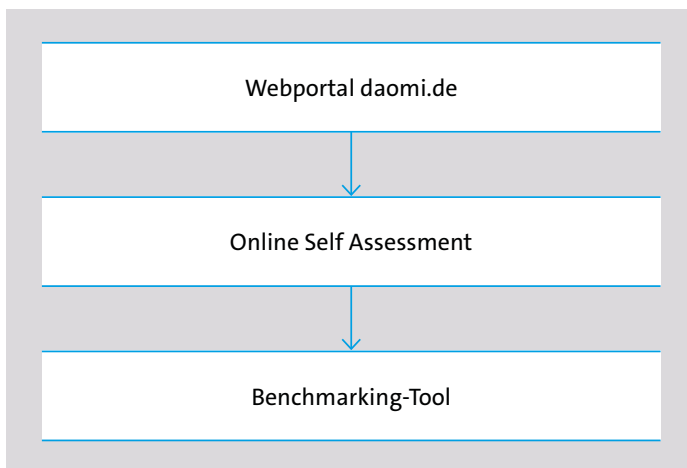 Webportal daomi.de
Online Self Assessment
Benchmarking-Tool